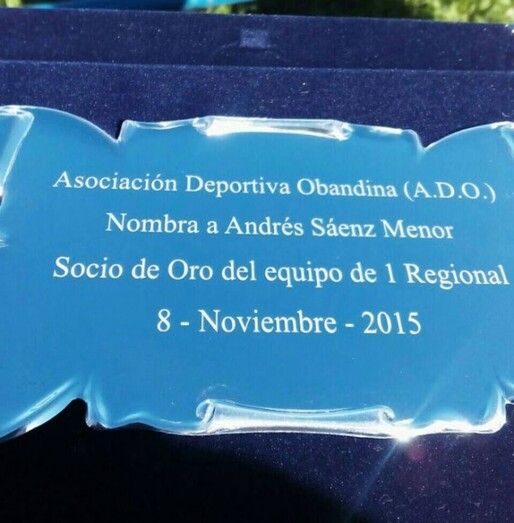 Asociación Deportiva Obandina (A.D.O.)
Nombra a Andrés Sáenz Menor
Socio de Oro del equipo de 1 Regional
8 - Noviembre - 2015